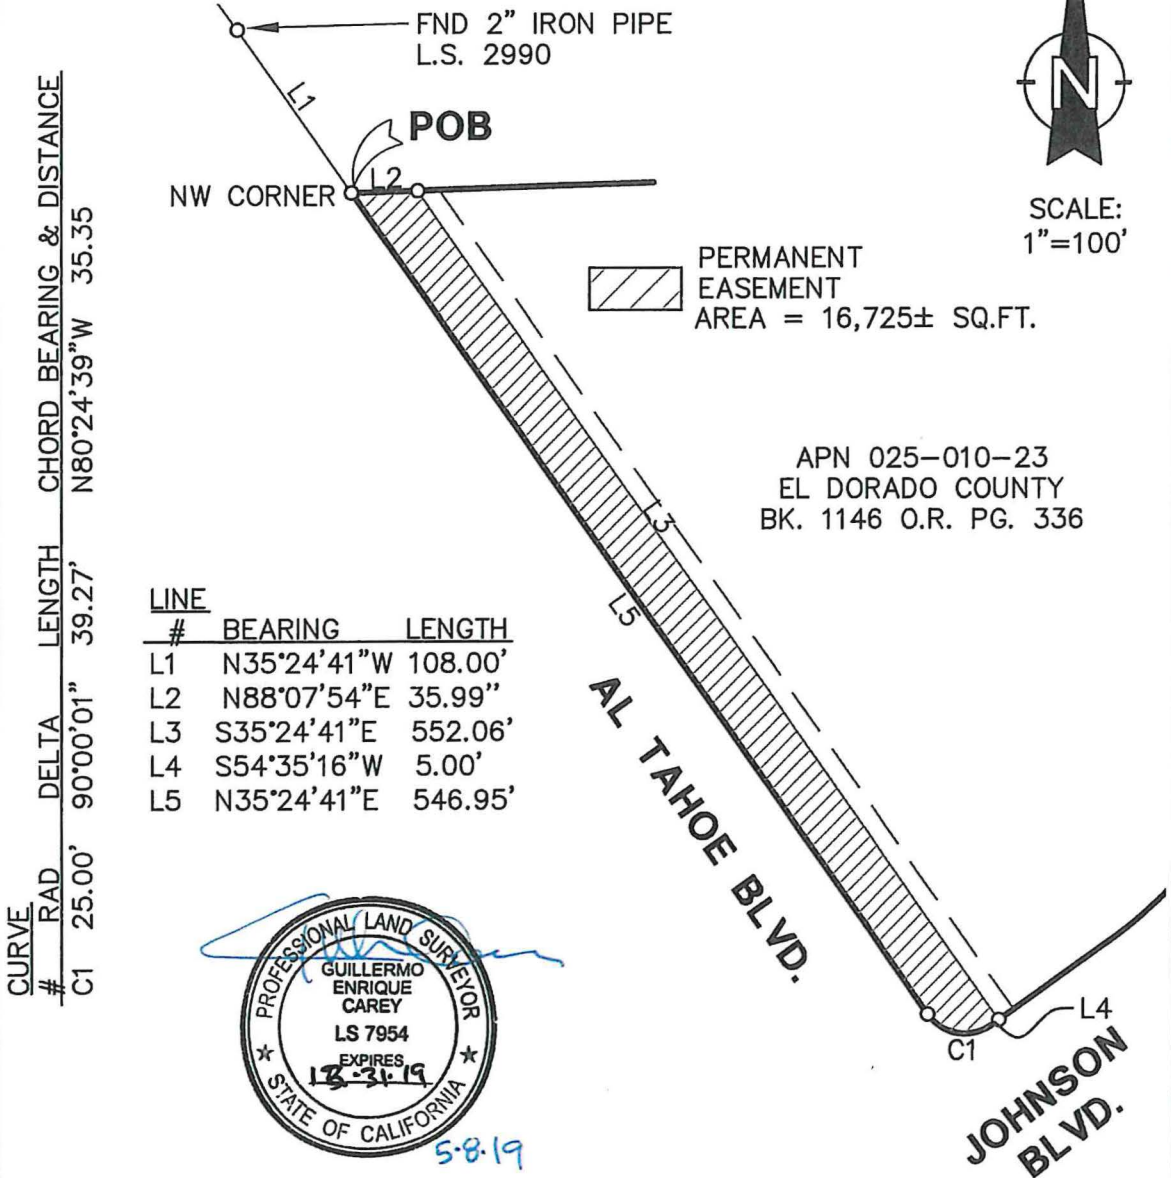 FND 2" IRON PIPE
L.S. 2990
L1
POB
NW CORNER
L2
N
SCALE:
1"=100'
PERMANENT
EASEMENT
AREA = 16,725± SQ.FT.
APN 025-010-23
EL DORADO COUNTY
BK. 1146 O.R. PG. 336
L3
L5
AL TAHOE BLVD.
L4
C1
JOHNSON
BLVD.
LINE
# BEARING LENGTH
L1 N35°24'41"W 108.00'
L2 N88°07'54"E 35.99"
L3 S35°24'41"E 552.06'
L4 S54°35'16"W 5.00'
L5 N35°24'41"E 546.95'
CURVE
# RAD DELTA LENGTH CHORD BEARING & DISTANCE
C1 25.00' 90°00'01" 39.27' N80°24'39"W 35.35
PROFESSIONAL LAND SURVEYOR
GUILLERMO
ENRIQUE
CAREY
LS 7954
EXPIRES
STATE OF CALIFORNIA
5-8-19